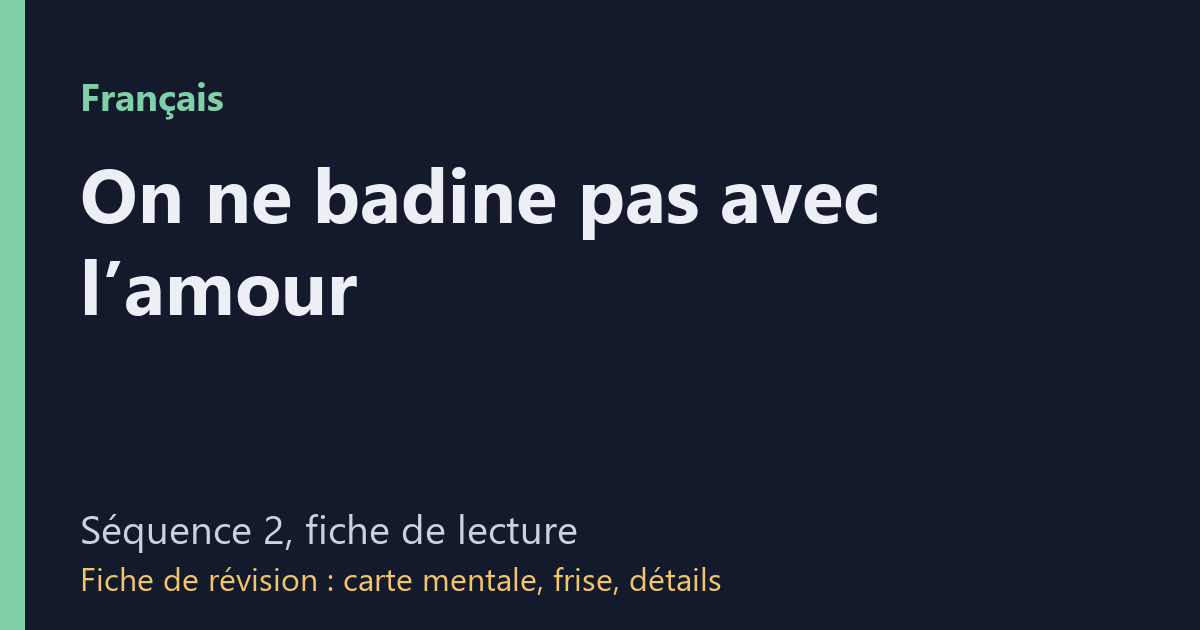 Français
On ne badine pas avec
l’amour
Séquence 2, fiche de lecture
Fiche de révision : carte mentale, frise, détails